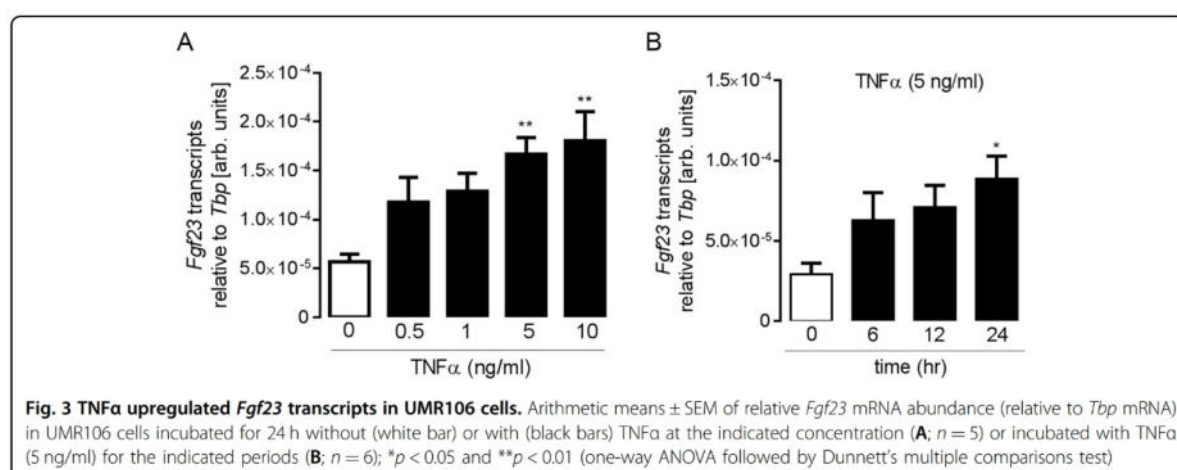 A
Fgf23 transcripts
relative to Tbp [arb. units]
2.5×10⁻⁴
2.0×10⁻⁴
1.5×10⁻⁴
1.0×10⁻⁴
5.0×10⁻⁵
0
**
**
0 0.5 1 5 10
TNFα (ng/ml)
B
TNFα (5 ng/ml)
Fgf23 transcripts
relative to Tbp [arb. units]
1.5×10⁻⁴
1.0×10⁻⁴
5.0×10⁻⁵
0
*
0 6 12 24
time (hr)
Fig. 3 TNFα upregulated Fgf23 transcripts in UMR106 cells. Arithmetic means ± SEM of relative Fgf23 mRNA abundance (relative to Tbp mRNA)
in UMR106 cells incubated for 24 h without (white bar) or with (black bars) TNFα at the indicated concentration (A; n = 5) or incubated with TNFα
(5 ng/ml) for the indicated periods (B; n = 6); *p < 0.05 and **p < 0.01 (one-way ANOVA followed by Dunnett's multiple comparisons test)